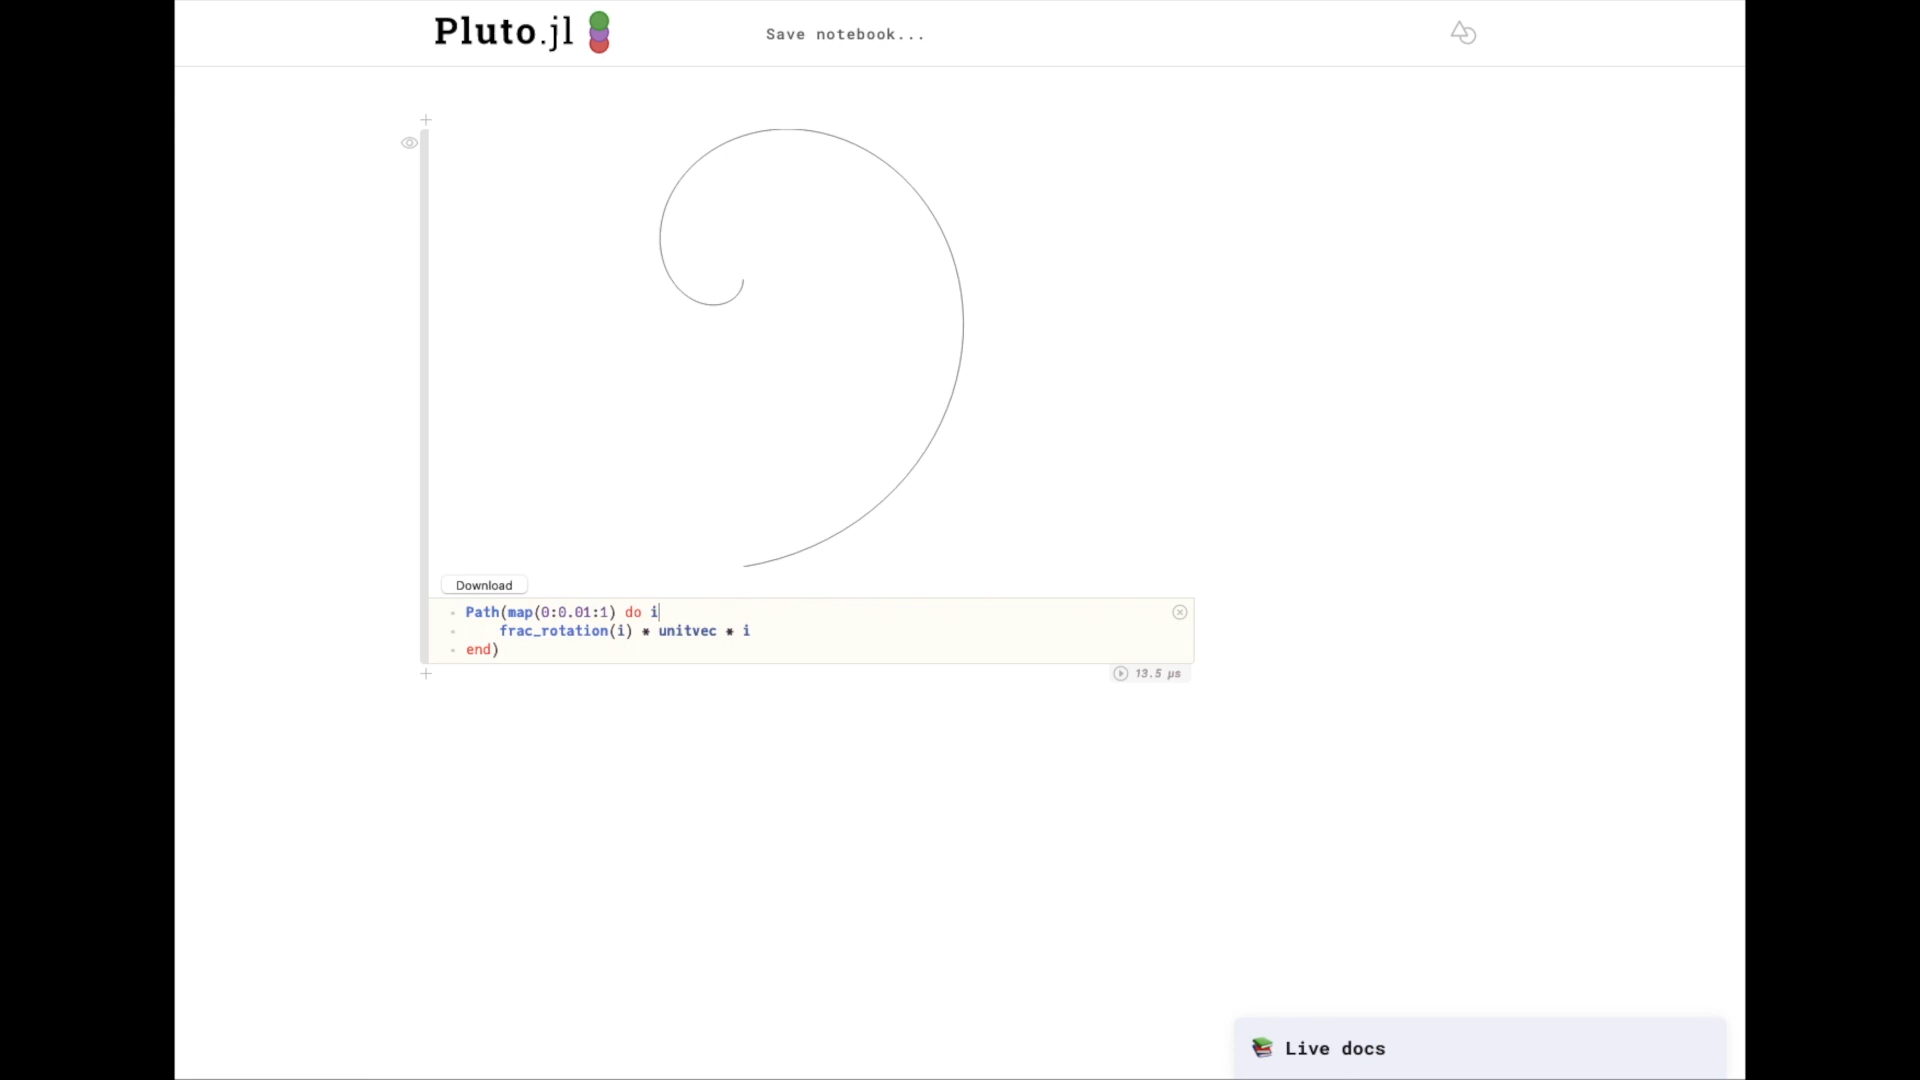 Pluto.jl
Save notebook...
Download
Path(map(0:0.01:1) do i
frac_rotation(i) * unitvec * i
end)
13.5 μs
Live docs